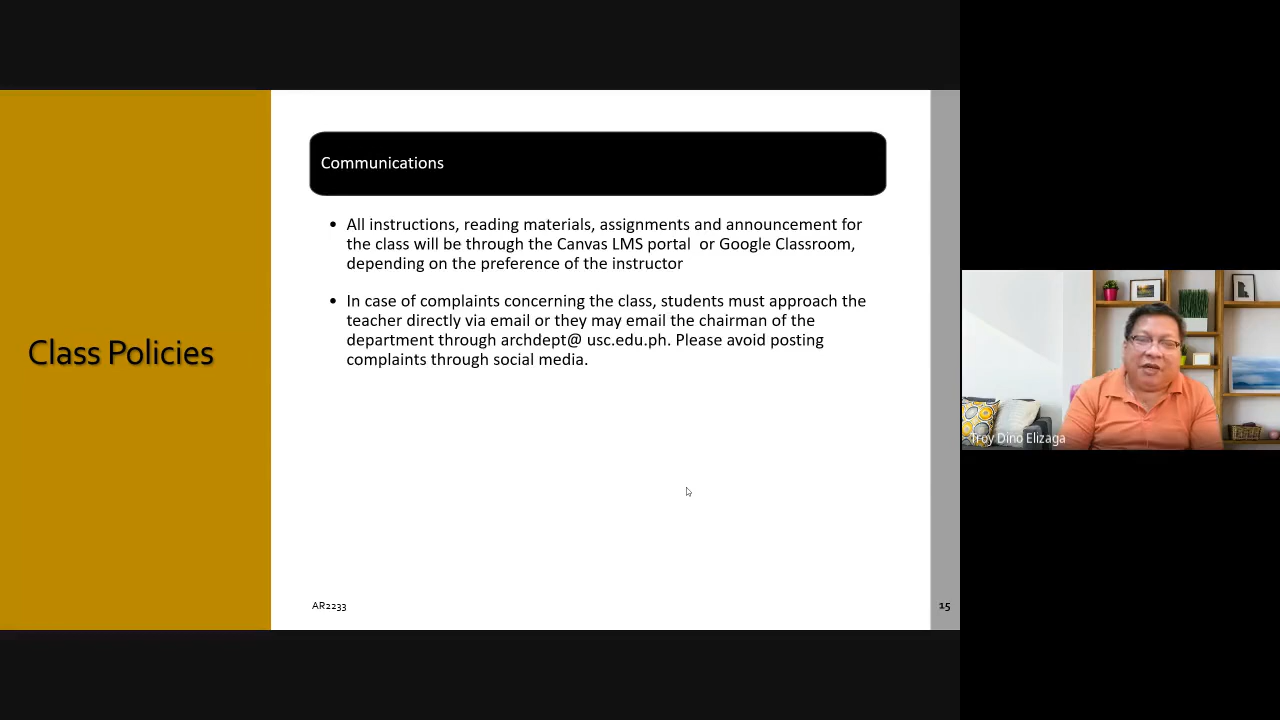 Class Policies
Communications
• All instructions, reading materials, assignments and announcement for
the class will be through the Canvas LMS portal  or Google Classroom,
depending on the preference of the instructor
• In case of complaints concerning the class, students must approach the
teacher directly via email or they may email the chairman of the
department through archdept@ usc.edu.ph. Please avoid posting
complaints through social media.
AR2233
15
Troy Dino Elizaga